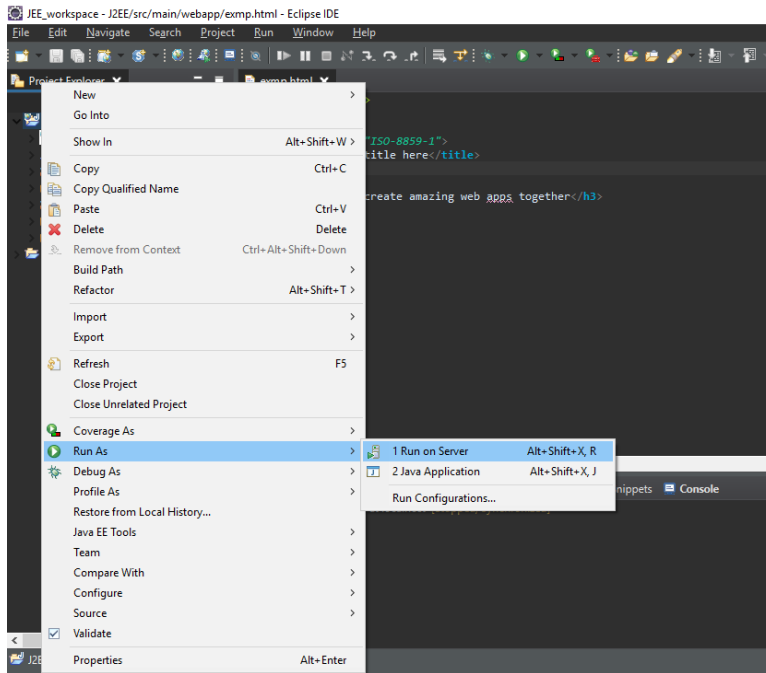 JEE_workspace - J2EE/src/main/webapp/exmp.html - Eclipse IDE
File Edit Navigate Search Project Run Window Help
Project Explorer exmp.html
New
Go Into
Show In Alt+Shift+W
"ISO-8859-1">
title here</title>
Copy Ctrl+C
Copy Qualified Name
create amazing web apps together</h3>
Paste Ctrl+V
Delete Delete
Remove from Context Ctrl+Alt+Shift+Down
Build Path
Refactor Alt+Shift+T
Import
Export
Refresh F5
Close Project
Close Unrelated Project
Coverage As
Run As
1 Run on Server Alt+Shift+X, R
Debug As
2 Java Application Alt+Shift+X, J
Profile As
Run Configurations...
nippets Console
Restore from Local History...
Java EE Tools
Team
Compare With
Configure
Source
Validate
Properties Alt+Enter
J2EE